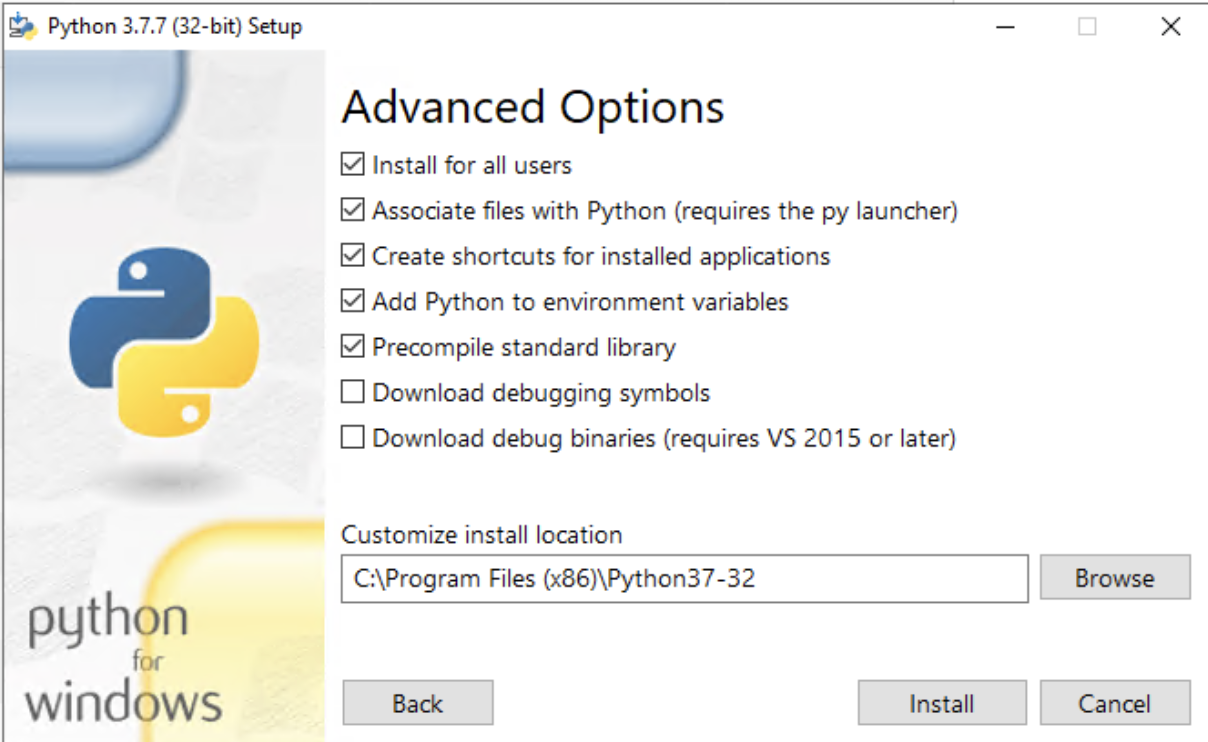 Python 3.7.7 (32-bit) Setup
Advanced Options
Install for all users
Associate files with Python (requires the py launcher)
Create shortcuts for installed applications
Add Python to environment variables
Precompile standard library
Download debugging symbols
Download debug binaries (requires VS 2015 or later)
Customize install location
C:\Program Files (x86)\Python37-32
Browse
python
for
windows
Back
Install
Cancel